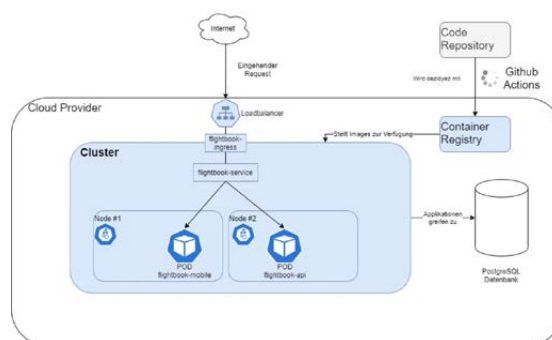 Internet
Code
Repository
Eingehender
Request
Wird deployed mit
Github
Actions
Cloud Provider
Loadbalancer
flightbook-
ingress
Stellt Images zur Verfügung
Container
Registry
Cluster
flightbook-service
Node #1
Node #2
Applikationen
greifen zu
POD
flightbook-mobile
POD
flightbook-api
PostgreSQL
Datenbank